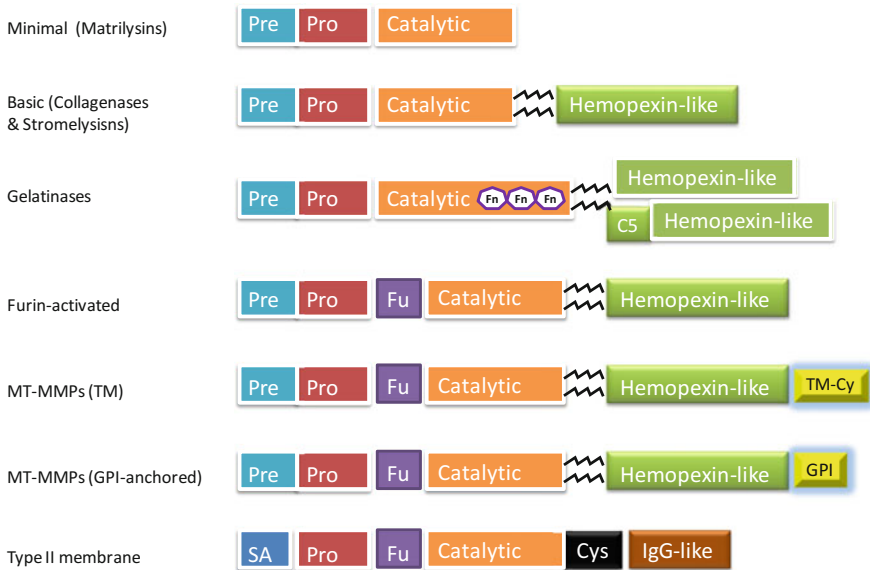 Minimal (Matrilysins)
Pre Pro Catalytic
Basic (Collagenases
& Stromelysisns)
Pre Pro Catalytic Hemopexin-like
Gelatinases
Pre Pro Catalytic Fn Fn Fn Hemopexin-like
C5 Hemopexin-like
Furin-activated
Pre Pro Fu Catalytic Hemopexin-like
MT-MMPs (TM)
Pre Pro Fu Catalytic Hemopexin-like TM-Cy
MT-MMPs (GPI-anchored)
Pre Pro Fu Catalytic Hemopexin-like GPI
Type II membrane
SA Pro Fu Catalytic Cys IgG-like